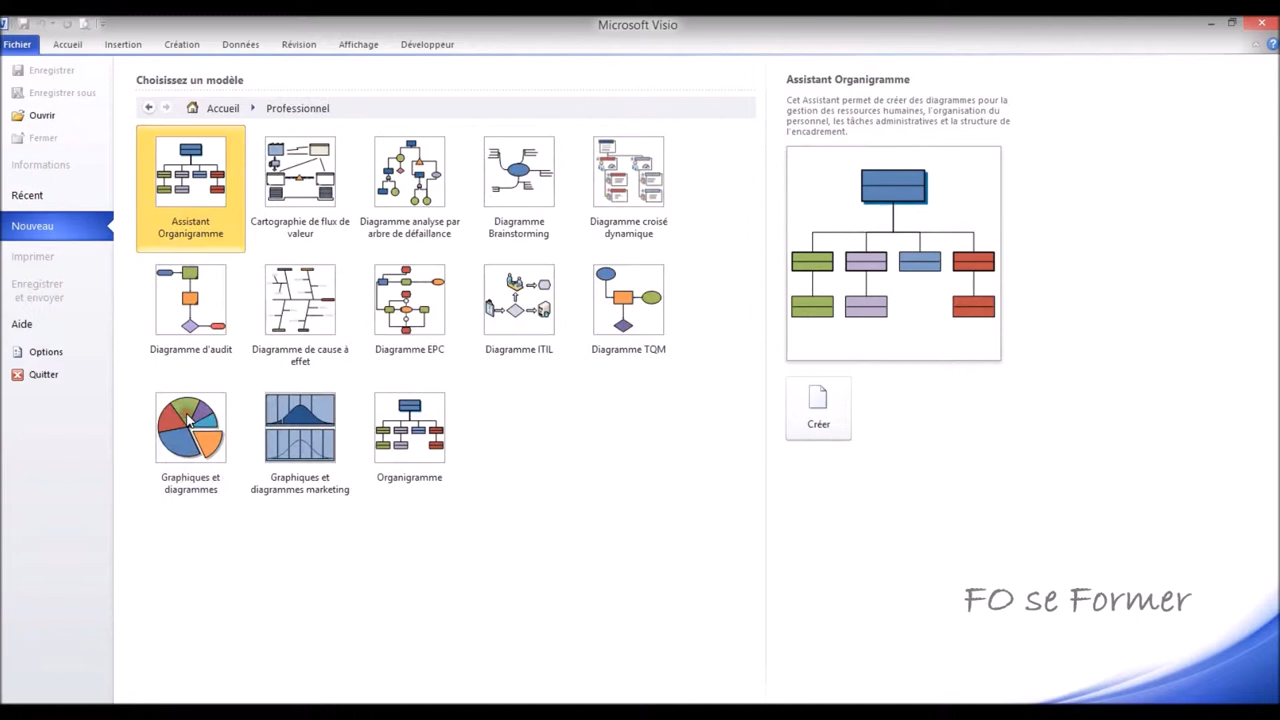 Microsoft Visio
Fichier Accueil Insertion Création Données Révision Affichage Développeur
Enregistrer
Enregistrer sous
Ouvrir
Fermer
Informations
Récent
Nouveau
Imprimer
Enregistrer
et envoyer
Aide
Options
Quitter
Choisissez un modèle
Accueil Professionnel
Assistant
Organigramme
Cartographie de flux de
valeur
Diagramme analyse par
arbre de défaillance
Diagramme
Brainstorming
Diagramme croisé
dynamique
Diagramme d'audit
Diagramme de cause à
effet
Diagramme EPC
Diagramme ITIL
Diagramme TQM
Graphiques et
diagrammes
Graphiques et
diagrammes marketing
Organigramme
Assistant Organigramme
Cet Assistant permet de créer des diagrammes pour la
gestion des ressources humaines, l'organisation du
personnel, les tâches administratives et la structure de
l'encadrement.
Créer
FO se Former